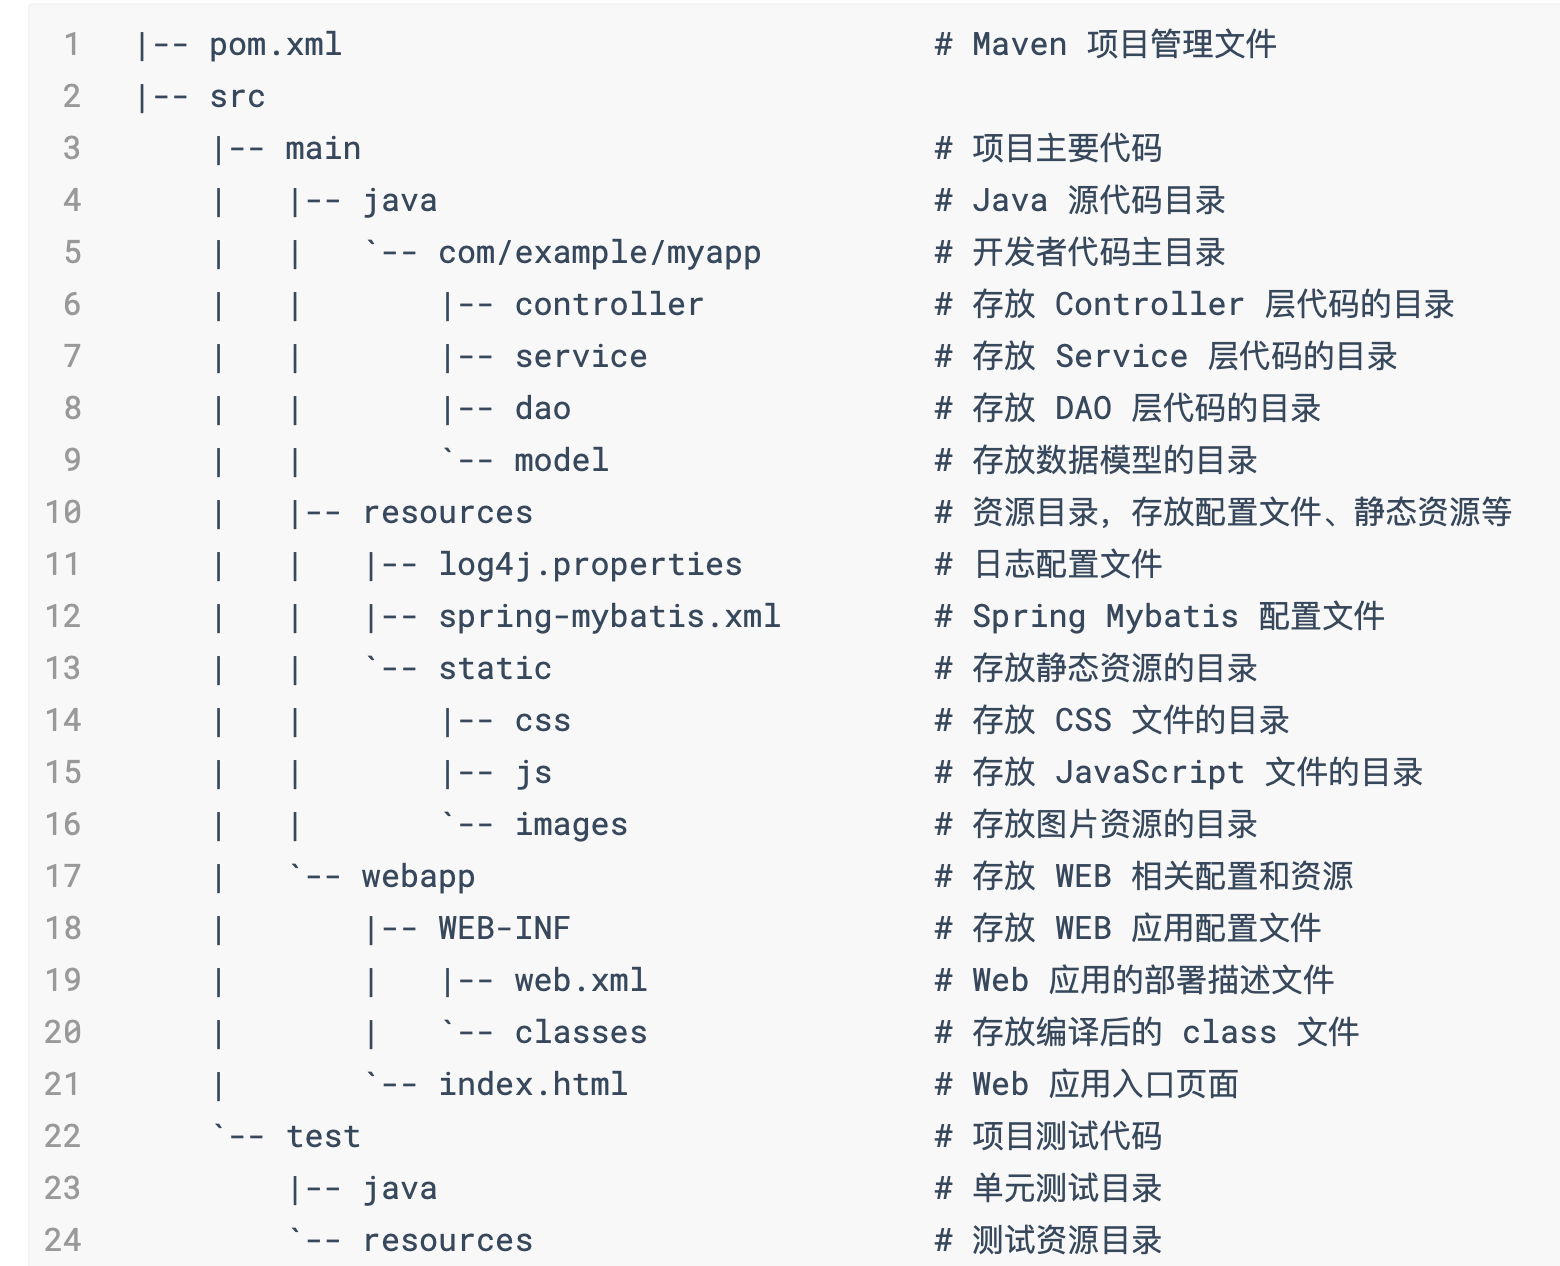 1 |-- pom.xml # Maven 项目管理文件
2 |-- src
3     |-- main # 项目主要代码
4     |   |-- java # Java 源代码目录
5     |   |   `-- com/example/myapp # 开发者代码主目录
6     |   |       |-- controller # 存放 Controller 层代码的目录
7     |   |       |-- service # 存放 Service 层代码的目录
8     |   |       |-- dao # 存放 DAO 层代码的目录
9     |   |       `-- model # 存放数据模型的目录
10     |   |-- resources # 资源目录，存放配置文件、静态资源等
11     |   |   |-- log4j.properties # 日志配置文件
12     |   |   |-- spring-mybatis.xml # Spring Mybatis 配置文件
13     |   |   `-- static # 存放静态资源的目录
14     |   |       |-- css # 存放 CSS 文件的目录
15     |   |       |-- js # 存放 JavaScript 文件的目录
16     |   |       `-- images # 存放图片资源的目录
17     |   `-- webapp # 存放 WEB 相关配置和资源
18     |       |-- WEB-INF # 存放 WEB 应用配置文件
19     |       |   |-- web.xml # Web 应用的部署描述文件
20     |       |   `-- classes # 存放编译后的 class 文件
21     |       `-- index.html # Web 应用入口页面
22     `-- test # 项目测试代码
23         |-- java # 单元测试目录
24         `-- resources # 测试资源目录